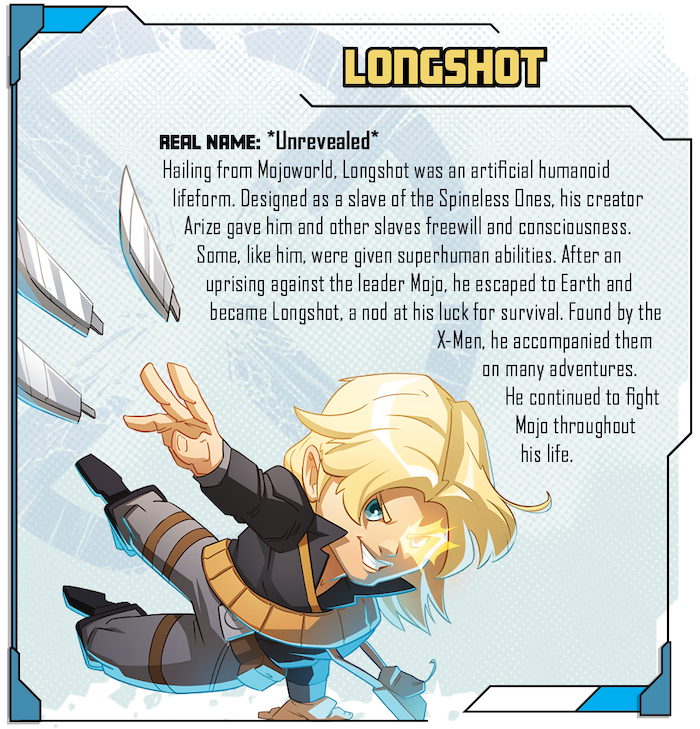 LONGSHOT
REAL NAME: *Unrevealed*
Hailing from Mojoworld, Longshot was an artificial humanoid
lifeform. Designed as a slave of the Spineless Ones, his creator
Arize gave him and other slaves freewill and consciousness.
Some, like him, were given superhuman abilities. After an
uprising against the leader Mojo, he escaped to Earth and
became Longshot, a nod at his luck for survival. Found by the
X-Men, he accompanied them
on many adventures.
He continued to fight
Mojo throughout
his life.